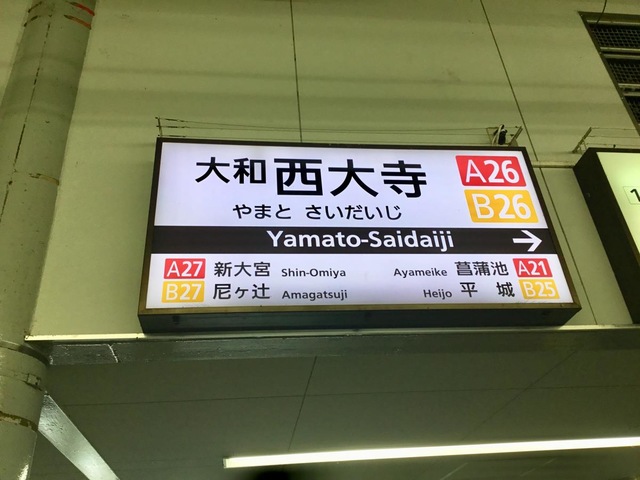 大和西大寺 A26
やまと さいだいじ B26
Yamato-Saidaiji →
A27 新大宮 Shin-Omiya Ayameike 菖蒲池 A21
B27 尼ヶ辻 Amagatsuji Heijo 平城 B25
1